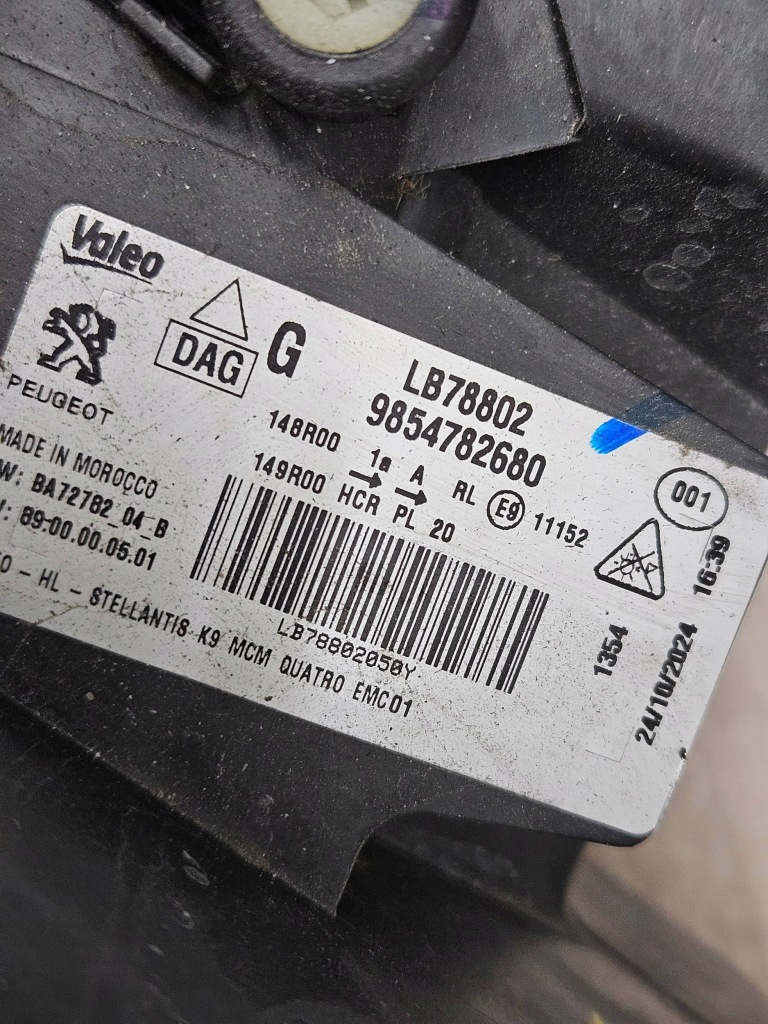 Valeo
PEUGEOT
DAG G
LB78802
9854782680
148R00 1a A RL E9 11152
149R00 HCR PL 20
001
MADE IN MOROCCO
W: BA72782_04_B
: 89.00.00.05.01
LB78802050Y
O - HL - STELLANTIS K9 MCM QUATRO EMC01
1354
24/10/2024 16:39